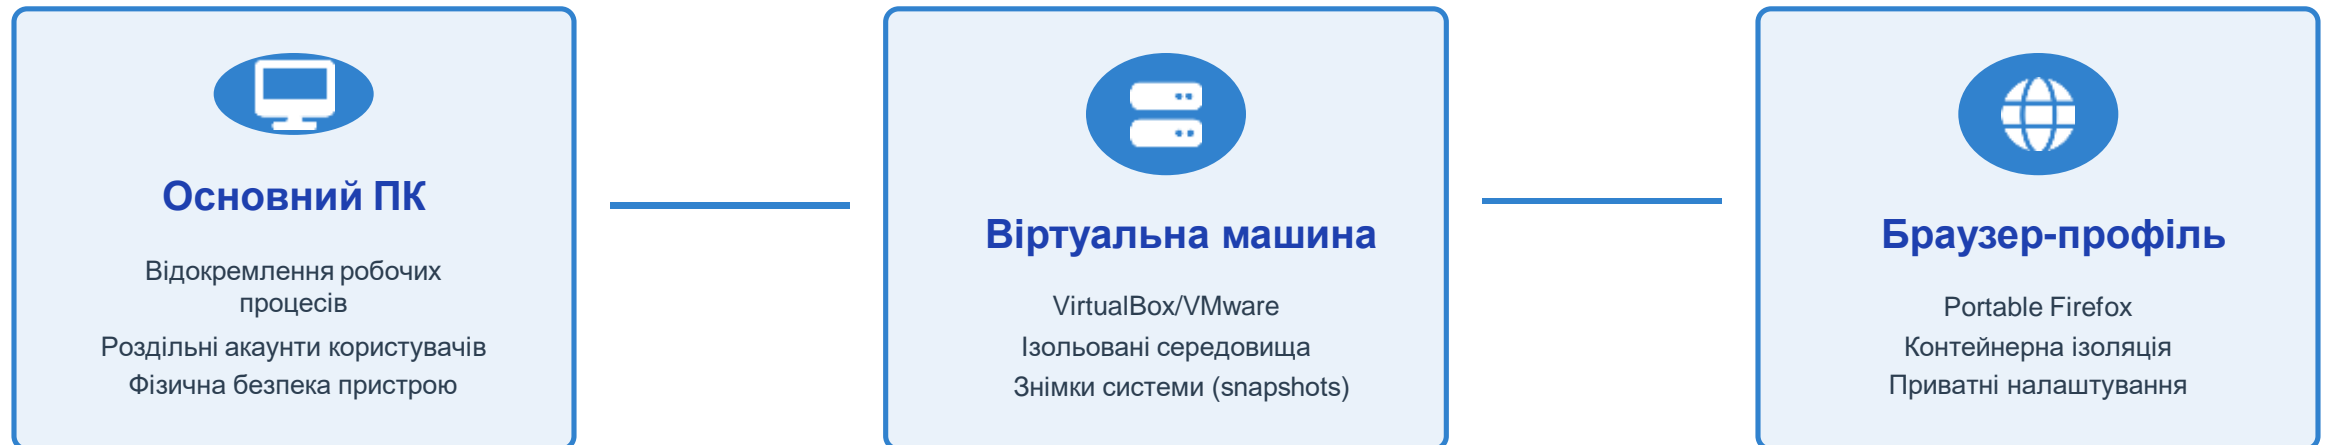 Основний ПК
Відокремлення робочих
процесів
Роздільні акаунти користувачів
Фізична безпека пристрою
Віртуальна машина
VirtualBox/VMware
Ізольовані середовища
Знімки системи (snapshots)
Браузер-профіль
Portable Firefox
Контейнерна ізоляція
Приватні налаштування